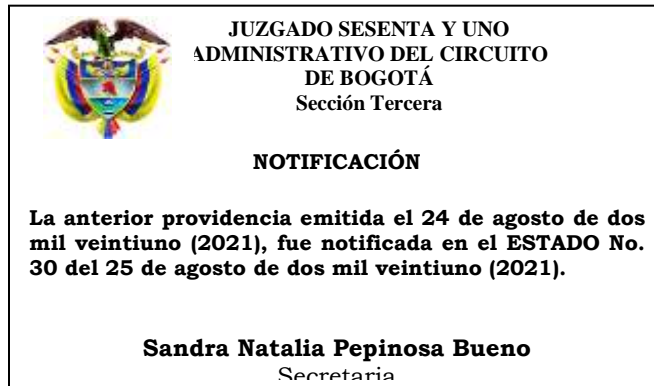 JUZGADO SESENTA Y UNO
ADMINISTRATIVO DEL CIRCUITO
DE BOGOTÁ
Sección Tercera
NOTIFICACIÓN
La anterior providencia emitida el 24 de agosto de dos
mil veintiuno (2021), fue notificada en el ESTADO No.
30 del 25 de agosto de dos mil veintiuno (2021).
Sandra Natalia Pepinosa Bueno
Secretaria